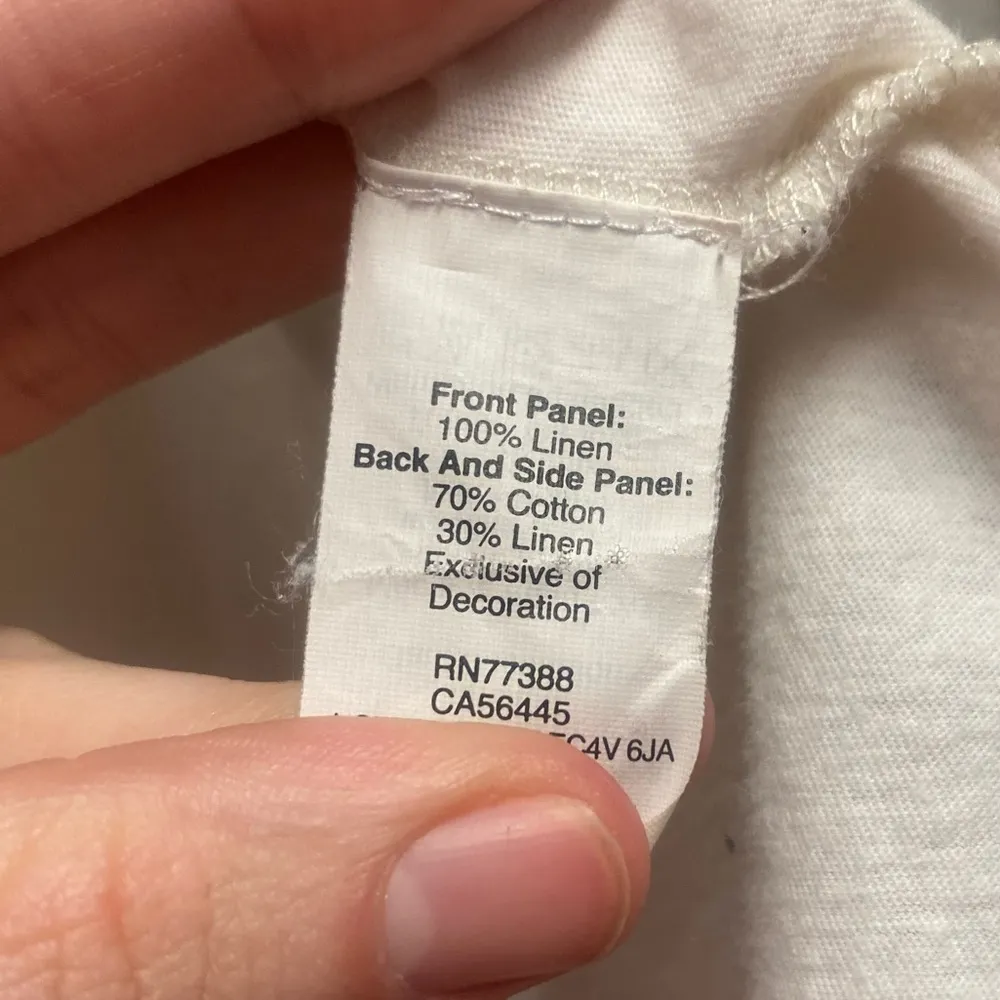 Front Panel:
100% Linen
Back And Side Panel:
70% Cotton
30% Linen
Exclusive of
Decoration
RN77388
CA56445
EC4V 6JA